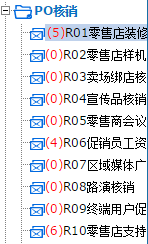 PO核销
(5)R01零售店装修
(0)R02零售店样机
(0)R03卖场绑店核
(0)R04宣传品核销
(0)R05零售商会议
(4)R06促销员工资
(0)R07区域媒体广
(0)R08路演核销
(0)R09终端用户促
(6)R10零售店支持